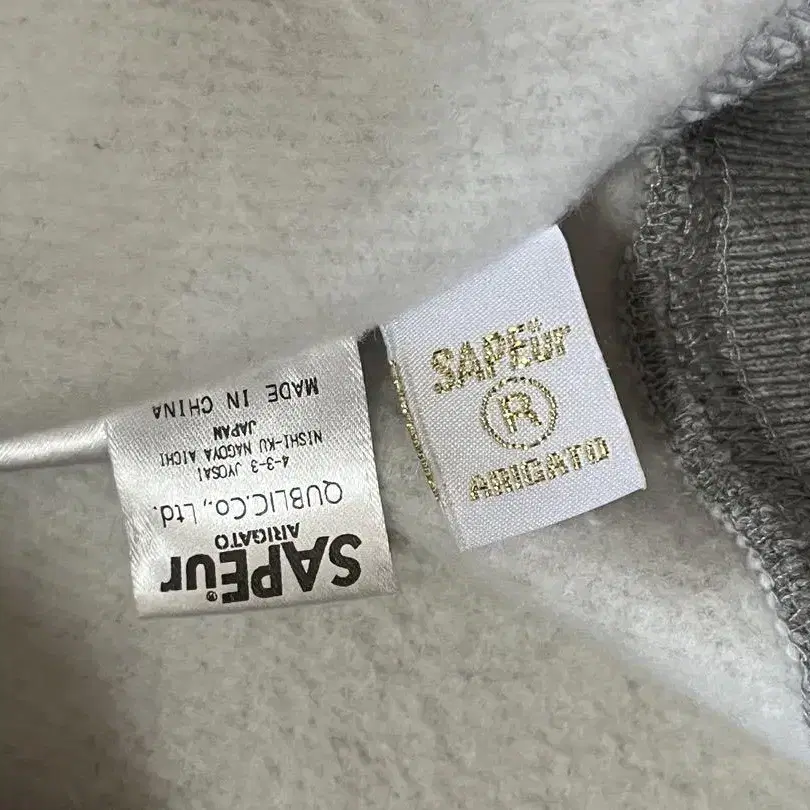 SAPEur®
ARIGATO
QUBLIC.Co., Ltd.
4-3-3 JYOSAI
NISHI-KU NAGOYA AICHI
JAPAN
MADE IN CHINA
SAPEur
R
ARIGATO